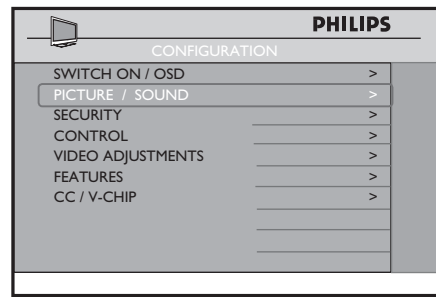 PHILIPS
CONFIGURATION
SWITCH ON / OSD >
PICTURE / SOUND >
SECURITY >
CONTROL >
VIDEO ADJUSTMENTS >
FEATURES >
CC / V-CHIP >